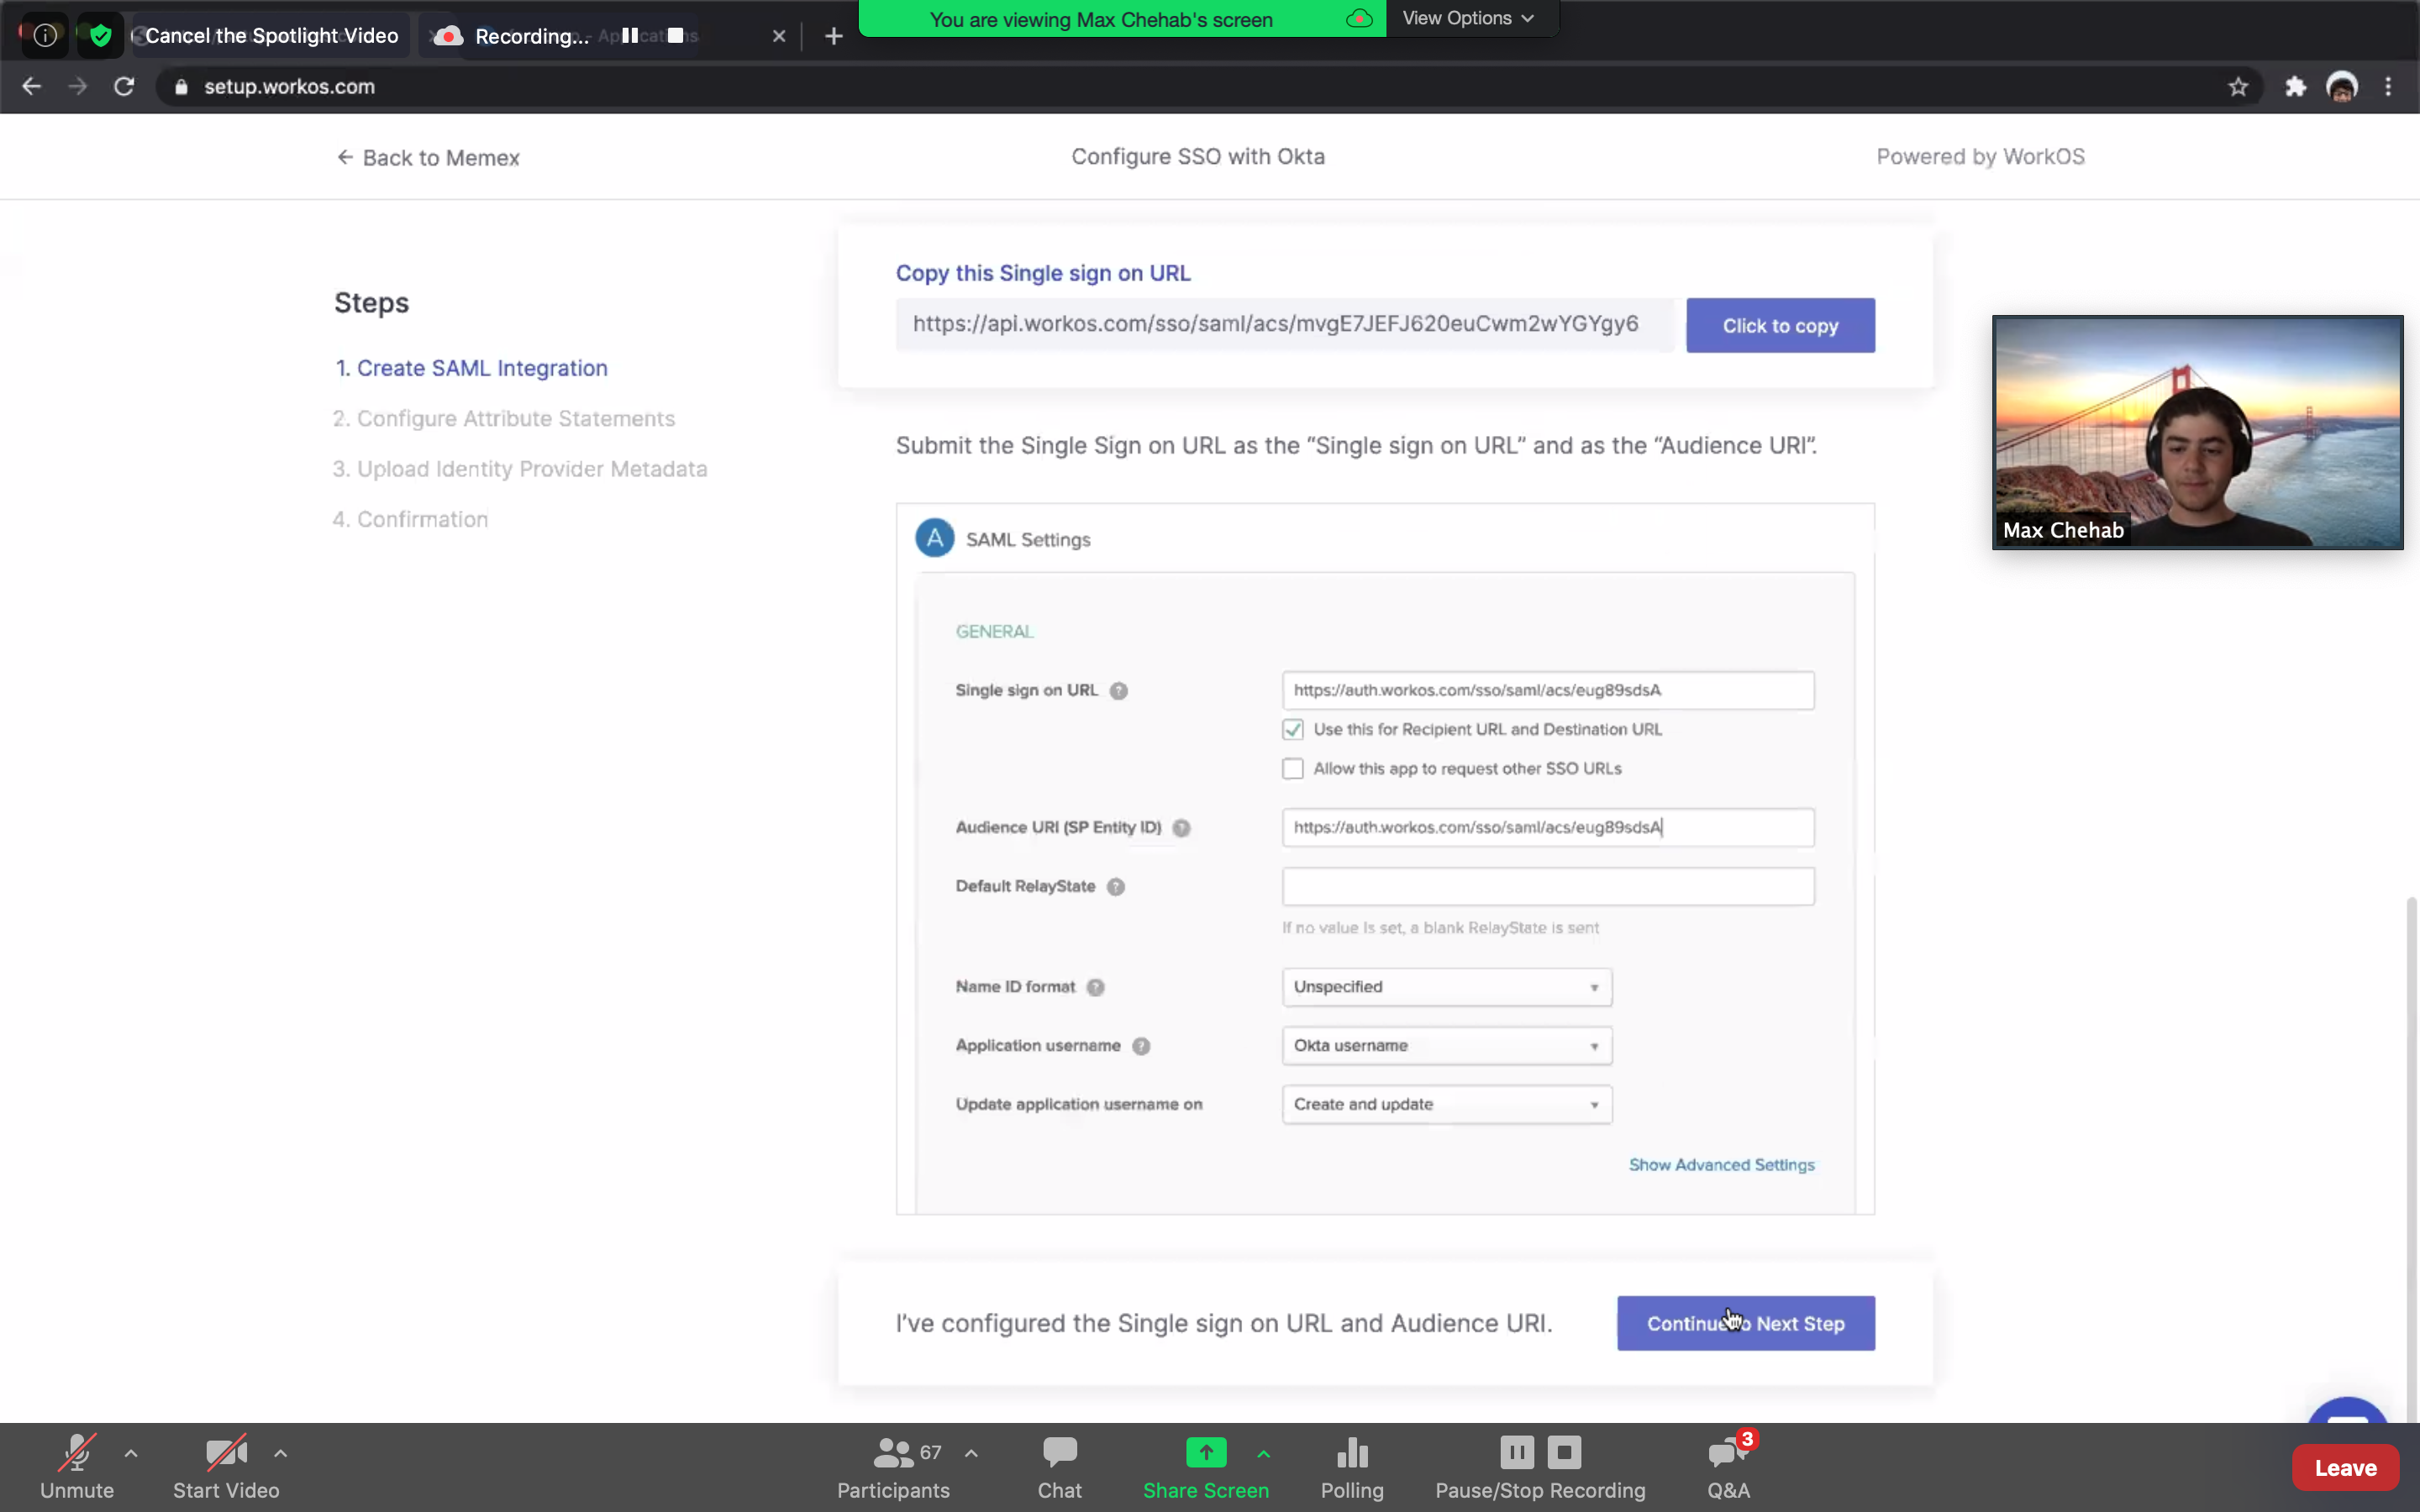 You are viewing Max Chehab's screen
View Options
Cancel the Spotlight Video
Recording...
setup.workos.com
Back to Memex
Configure SSO with Okta
Powered by WorkOS
Steps
1. Create SAML Integration
2. Configure Attribute Statements
3. Upload Identity Provider Metadata
4. Confirmation
Copy this Single sign on URL
https://api.workos.com/sso/saml/acs/mvgE7JEFJ620euCwm2wYGYgy6
Click to copy
Submit the Single Sign on URL as the “Single sign on URL” and as the “Audience URI”.
A
SAML Settings
GENERAL
Single sign on URL ?
https://auth.workos.com/sso/saml/acs/eug89sdsA
Use this for Recipient URL and Destination URL
Allow this app to request other SSO URLs
Audience URI (SP Entity ID) ?
https://auth.workos.com/sso/saml/acs/eug89sdsA
Default RelayState ?
If no value is set, a blank RelayState is sent
Name ID format ?
Unspecified
Application username ?
Okta username
Update application username on
Create and update
Show Advanced Settings
I've configured the Single sign on URL and Audience URI.
Continue to Next Step
Max Chehab
Unmute
Start Video
67
Participants
Chat
Share Screen
Polling
Pause/Stop Recording
3
Q&A
Leave